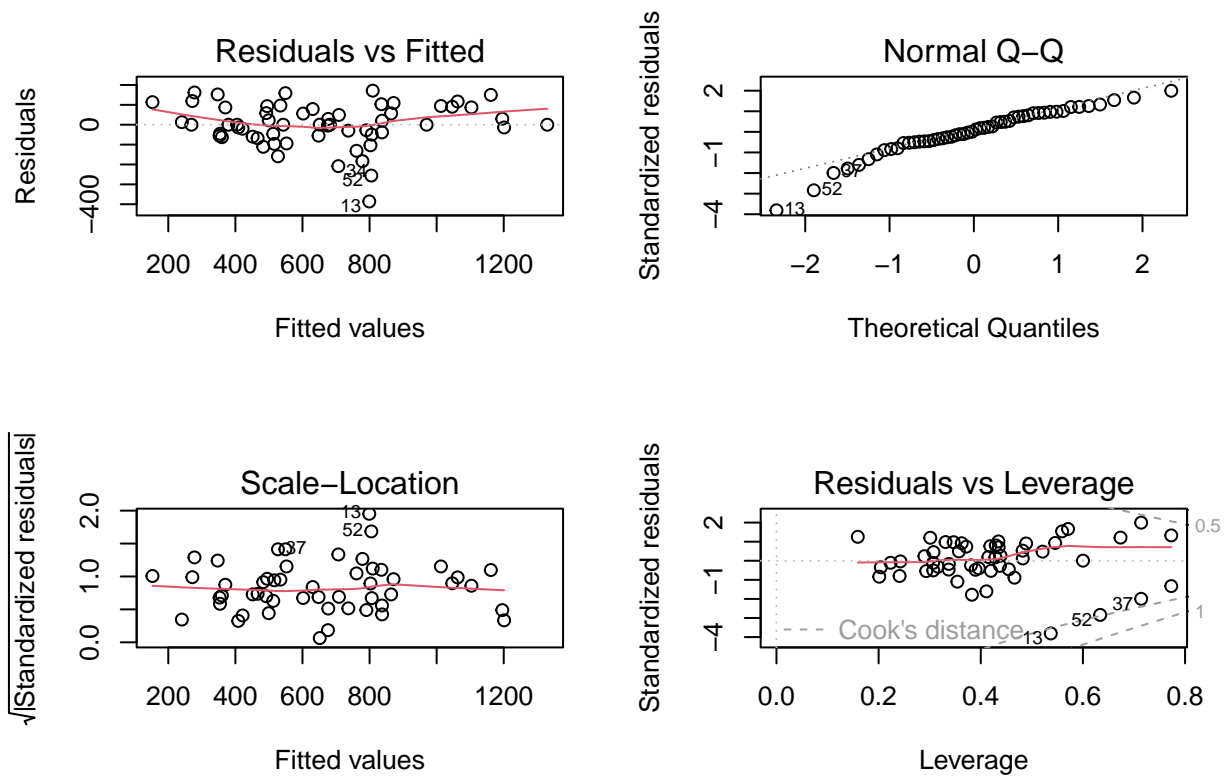 Residuals vs Fitted
Residuals
0
−400
34
52
13
200 400 600 800 1200
Fitted values
Normal Q−Q
Standardized residuals
2
−1
−4
37
52
13
−2 −1 0 1 2
Theoretical Quantiles
Scale−Location
√|Standardized residuals|
2.0
1.0
0.0
13
52
37
200 400 600 800 1200
Fitted values
Residuals vs Leverage
Standardized residuals
2
−1
−4
0.5
1
37
52
13
Cook's distance
0.0 0.2 0.4 0.6 0.8
Leverage